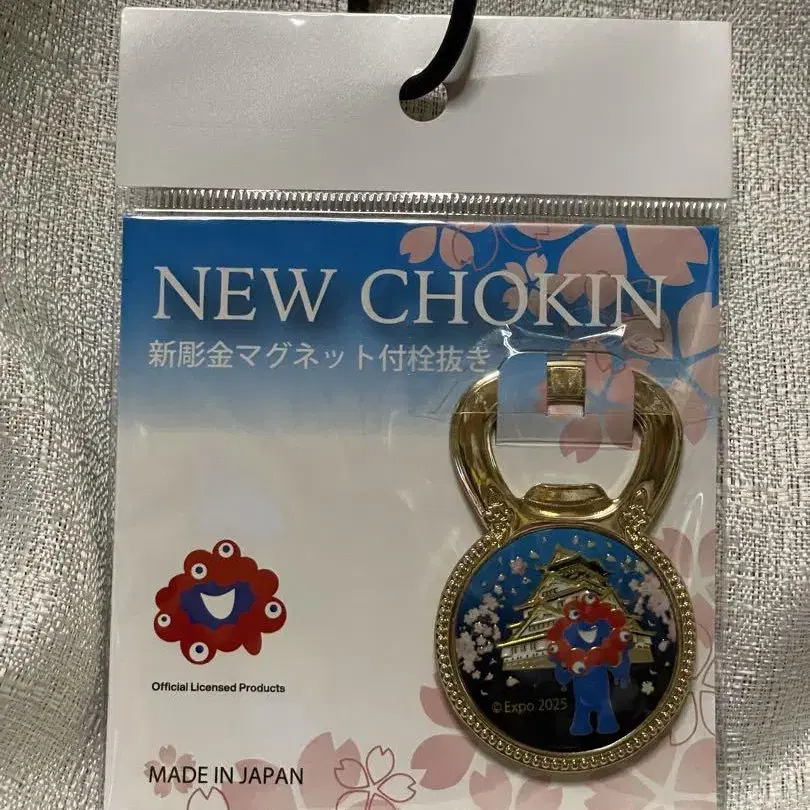 NEW CHOKIN
新彫金マグネット付栓抜き
Official Licensed Products
©Expo 2025
MADE IN JAPAN